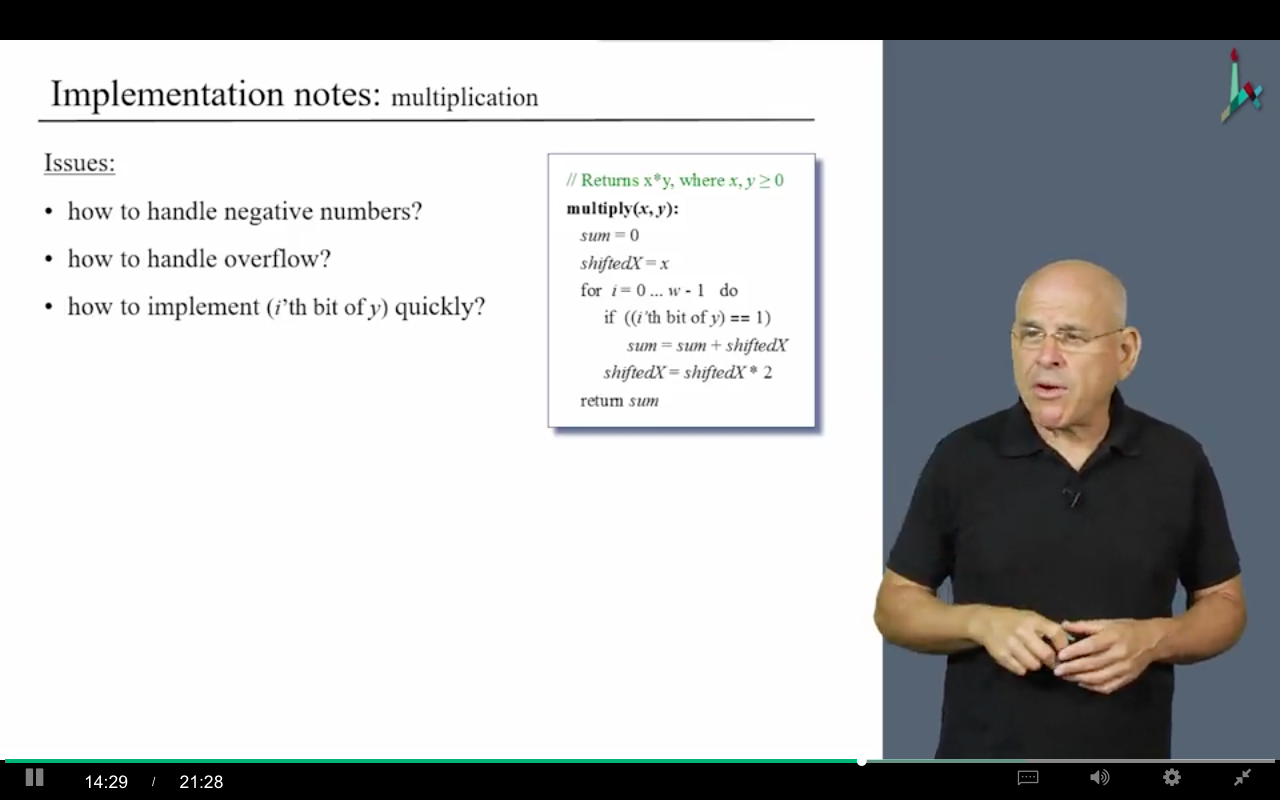 Implementation notes: multiplication
Issues:
• how to handle negative numbers?
• how to handle overflow?
• how to implement (i’th bit of y) quickly?
// Returns x*y, where x, y ≥ 0
multiply(x, y):
sum = 0
shiftedX = x
for i = 0 ... w - 1 do
if ((i’th bit of y) == 1)
sum = sum + shiftedX
shiftedX = shiftedX * 2
return sum
14:29 / 21:28